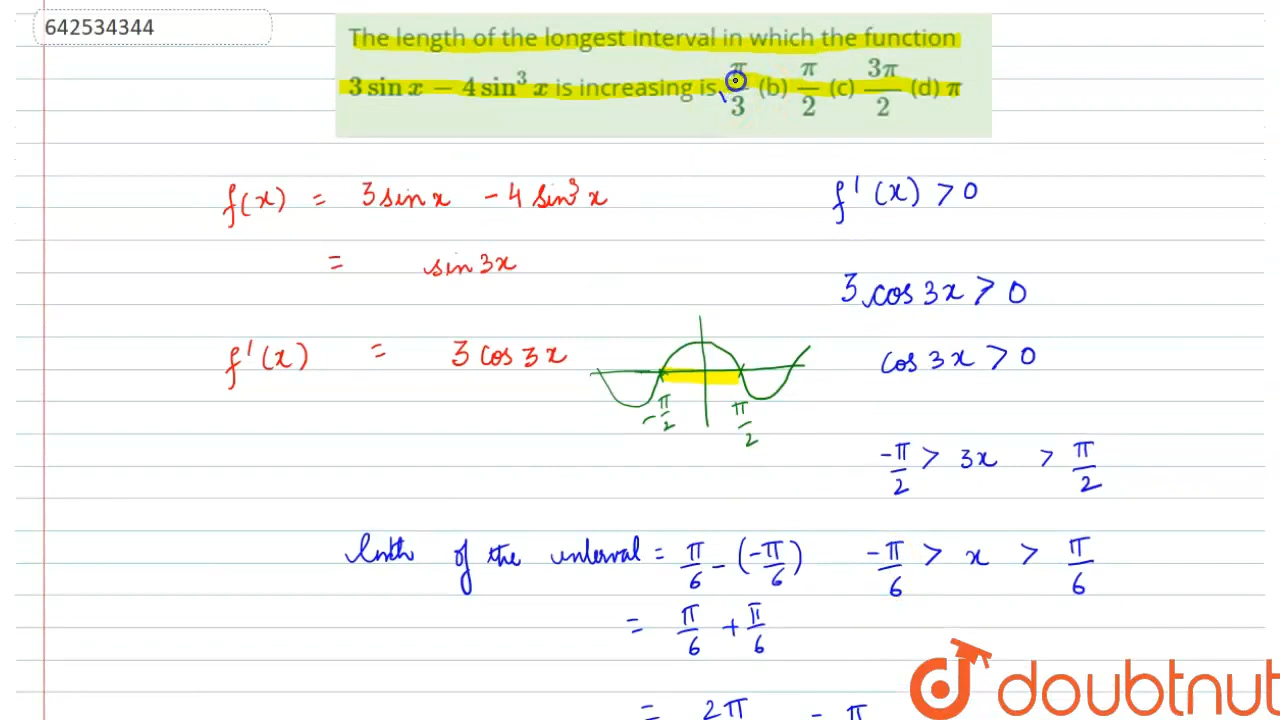 642534344
The length of the longest interval in which the function
3 sin x − 4 sin³ x is increasing is, π/3 (b) π/2 (c) 3π/2 (d) π
f(x) = 3 sin x - 4 sin³ x
f'(x) > 0
= sin 3x
3 cos 3x > 0
f'(x) = 3 cos 3x
cos 3x > 0
-π/2
π/2
-π/2 > 3x > π/2
of the interval = π/6 - (-π/6)
-π/6 > x > π/6
= π/6 + π/6
= 2π = π
doubtnut